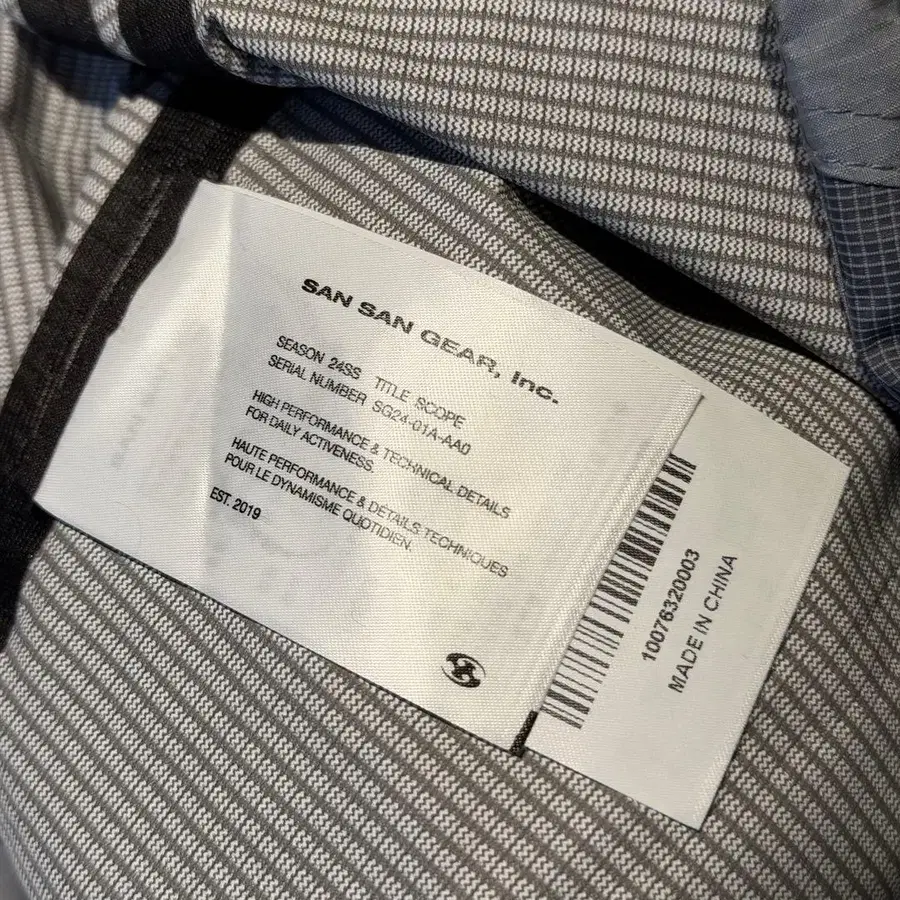 SAN SAN GEAR, Inc.
SEASON 24SS TITLE SCOPE
SERIAL NUMBER SG24-01A-AA0
HIGH PERFORMANCE & TECHNICAL DETAILS
FOR DAILY ACTIVENESS.
HAUTE PERFORMANCE & DETAILS TECHNIQUES
POUR LE DYNAMISME QUOTIDIEN.
EST. 2019
10076320003
MADE IN CHINA